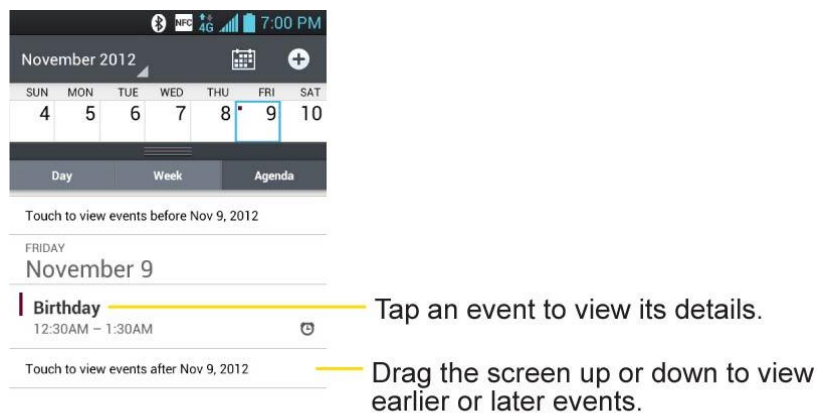 NFC 4G 7:00 PM
November 2012
SUN MON TUE WED THU FRI SAT
4 5 6 7 8 9 10
Day Week Agenda
Touch to view events before Nov 9, 2012
FRIDAY
November 9
Birthday
12:30AM – 1:30AM
Tap an event to view its details.
Touch to view events after Nov 9, 2012
Drag the screen up or down to view
earlier or later events.